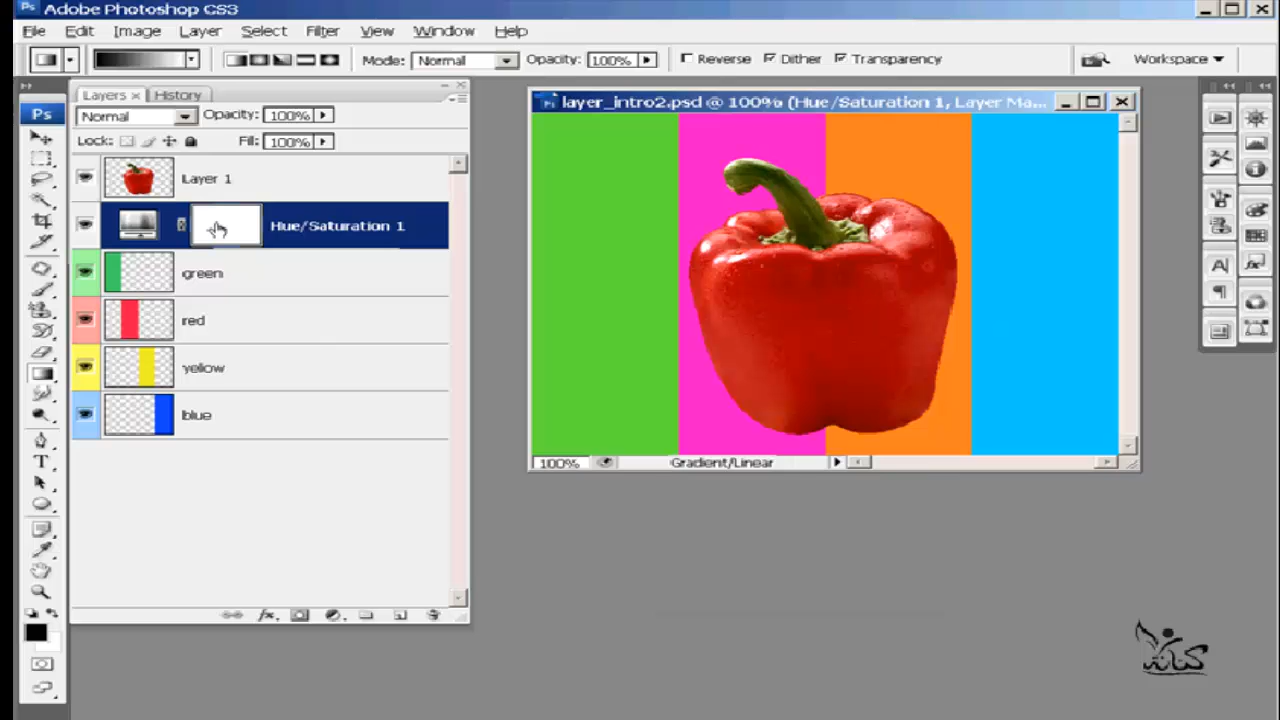 Adobe Photoshop CS3
File Edit Image Layer Select Filter View Window Help
Mode: Normal Opacity: 100% Reverse Dither Transparency Workspace
Layers History
Normal Opacity: 100%
Lock: Fill: 100%
Layer 1
Hue/Saturation 1
green
red
yellow
blue
Ps
layer_intro2.psd @ 100% (Hue/Saturation 1, Layer Ma...
100% Gradient/Linear